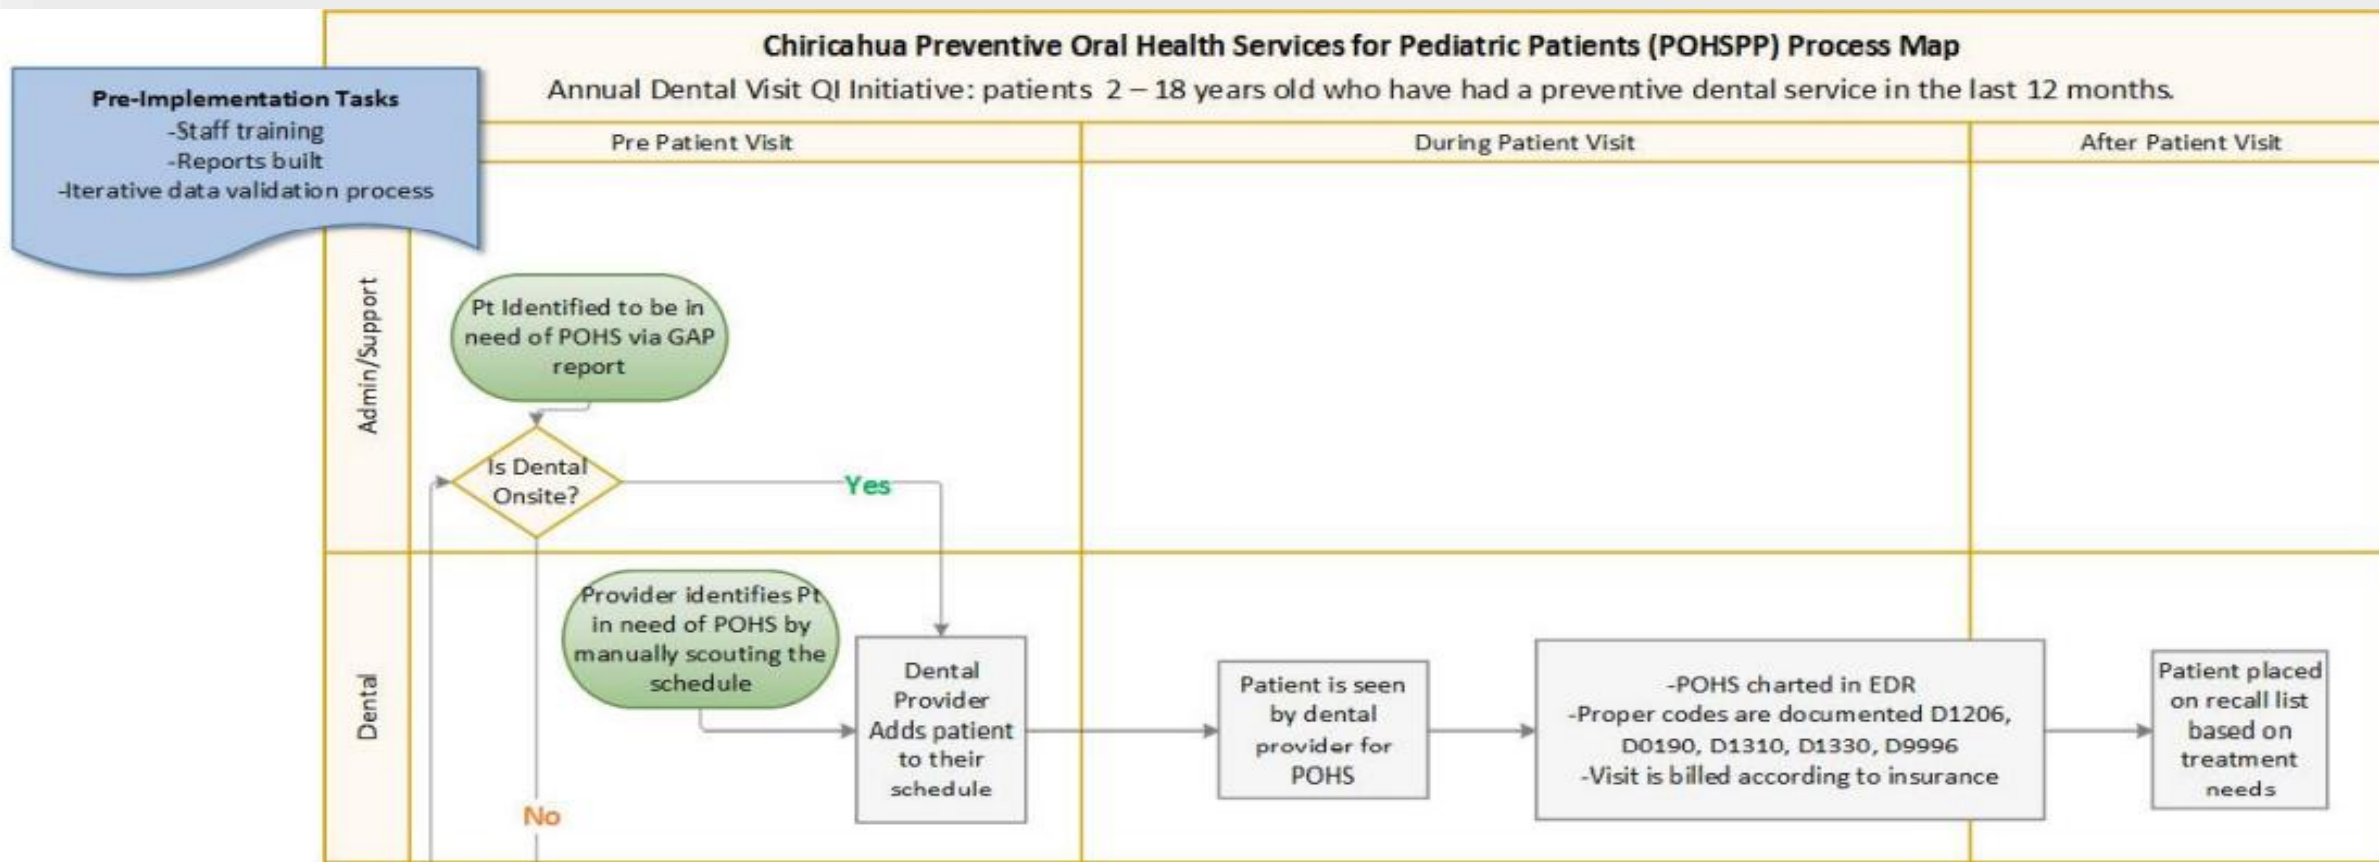 Chiricahua Preventive Oral Health Services for Pediatric Patients (POHSPP) Process Map
Annual Dental Visit QI Initiative: patients 2 – 18 years old who have had a preventive dental service in the last 12 months.
Pre-Implementation Tasks
-Staff training
-Reports built
-Iterative data validation process
Pre Patient Visit
During Patient Visit
After Patient Visit
Admin/Support
Pt Identified to be in
need of POHS via GAP
report
Is Dental
Onsite?
Yes
No
Dental
Provider identifies Pt
in need of POHS by
manually scouting the
schedule
Dental
Provider
Adds patient
to their
schedule
Patient is seen
by dental
provider for
POHS
-POHS charted in EDR
-Proper codes are documented D1206,
D0190, D1310, D1330, D9996
-Visit is billed according to insurance
Patient placed
on recall list
based on
treatment
needs